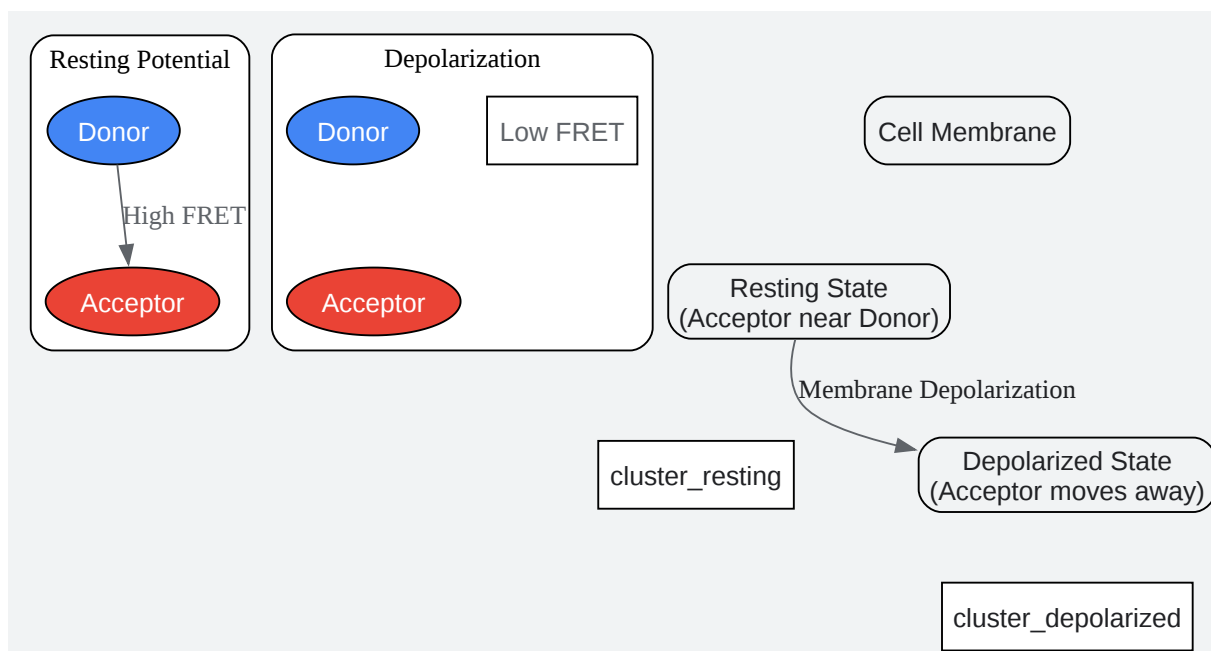 Resting Potential
Donor
High FRET
Acceptor
Depolarization
Donor
Low FRET
Acceptor
Cell Membrane
Resting State
(Acceptor near Donor)
Membrane Depolarization
cluster_resting
Depolarized State
(Acceptor moves away)
cluster_depolarized